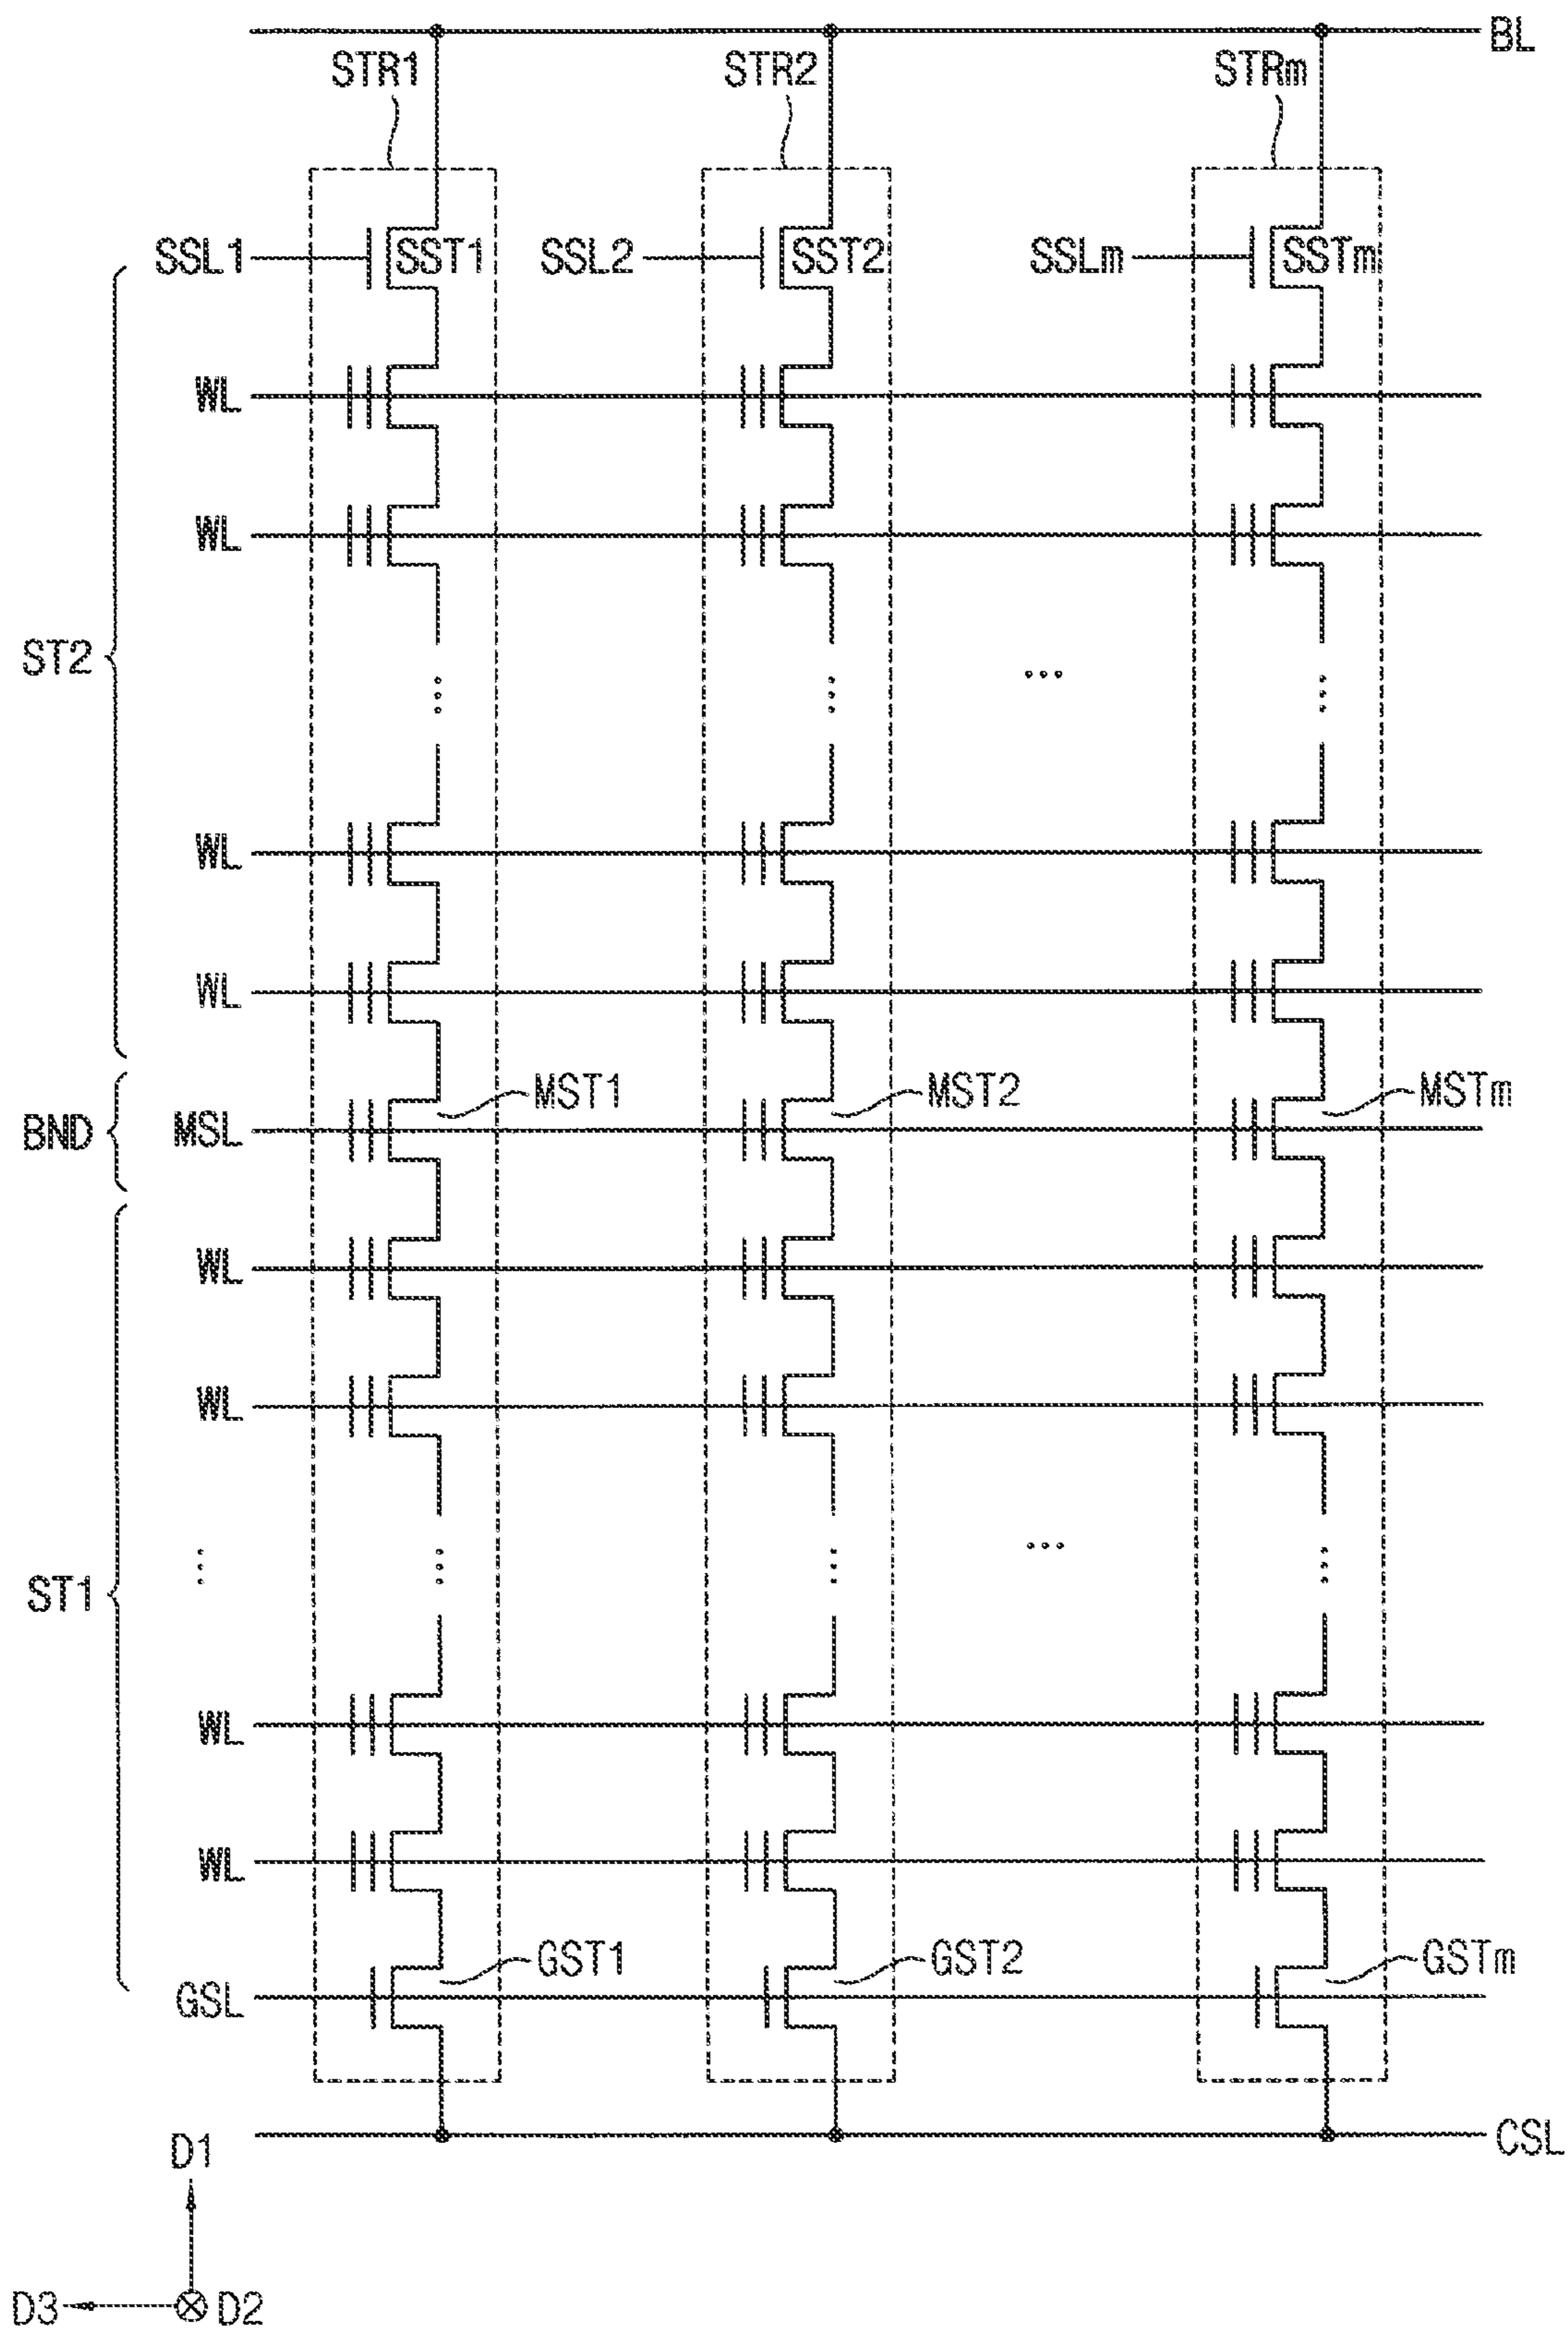 BL
STR1 STR2 STRm
SSL1 SST1 SSL2 SST2 SSLm SSTm
WL
WL
ST2
WL
WL
MST1 MST2 MSTm
BND MSL
WL
WL
ST1
WL
WL
GST1 GST2 GSTm
GSL
CSL
D1
D3 D2